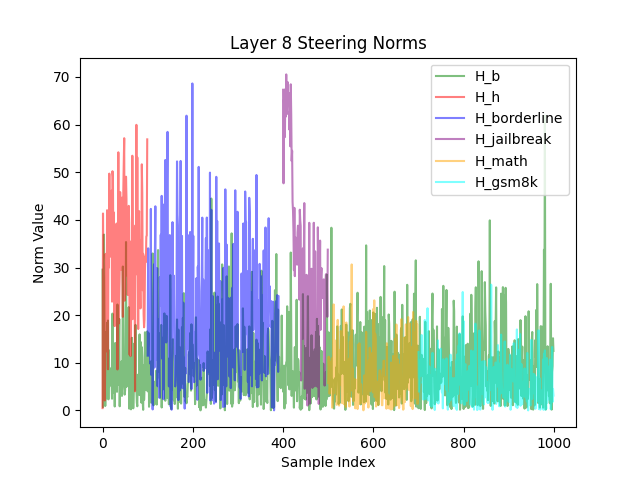 Layer 8 Steering Norms
Norm Value
70
60
50
40
30
20
10
0
H_b
H_h
H_borderline
H_jailbreak
H_math
H_gsm8k
0
200
400
600
800
1000
Sample Index